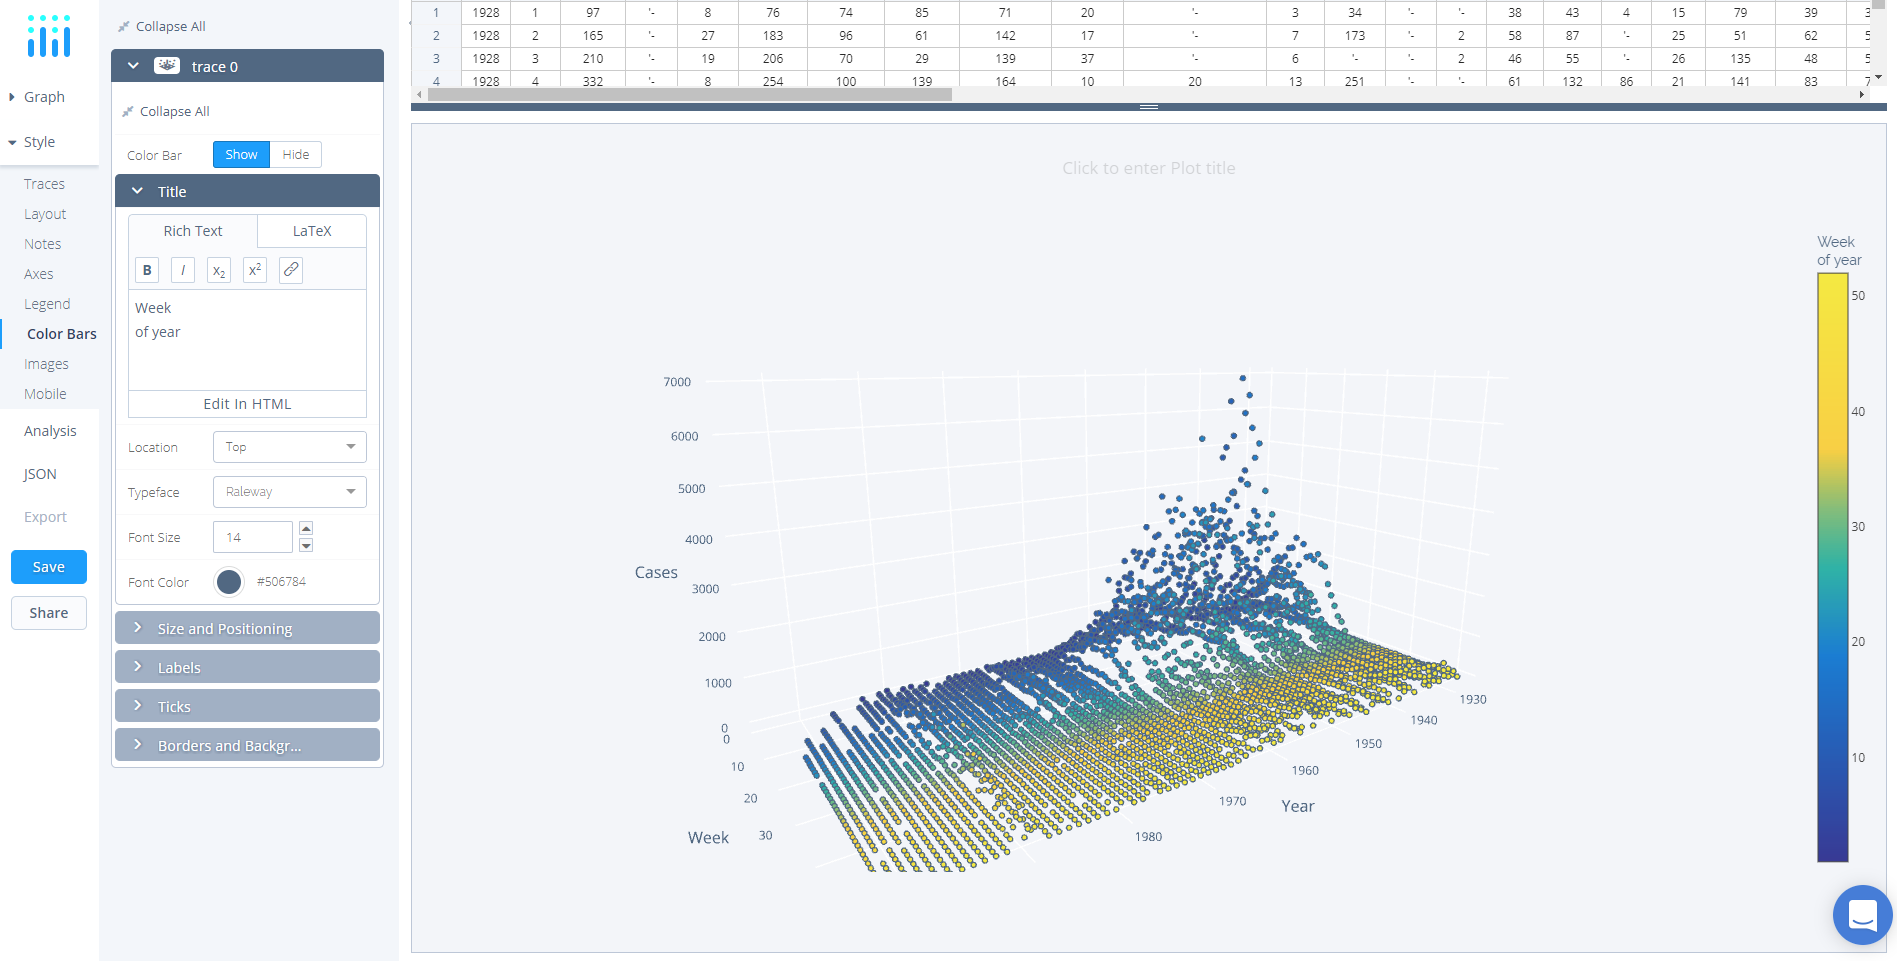 Graph
Style
Traces
Layout
Notes
Axes
Legend
Color Bars
Images
Mobile
Analysis
JSON
Export
Save
Share
Collapse All
trace 0
Collapse All
Color Bar Show Hide
Title
Rich Text LaTeX
B I x2 x2
Week
of year
Edit In HTML
Location Top
Typeface Raleway
Font Size 14
Font Color #506784
Size and Positioning
Labels
Ticks
Borders and Backgr...
1 1928 1 97 '- 8 76 74 85 71 20 '- 3 34 '- '- 38 43 4 15 79 39 3
2 1928 2 165 '- 27 183 96 61 142 17 '- 7 173 '- 2 58 87 '- 25 51 62 5
3 1928 3 210 '- 19 206 70 29 139 37 '- 6 '- '- 2 46 55 '- 26 135 48 5
4 1928 4 332 '- 8 254 100 139 164 10 20 13 251 '- '- 61 132 86 21 141 83 7
Click to enter Plot title
Week
of year
50
40
30
20
10
7000
6000
5000
4000
3000
2000
1000
0
Cases
0
10
20
30
Week
1980
1970
1960
1950
1940
1930
Year